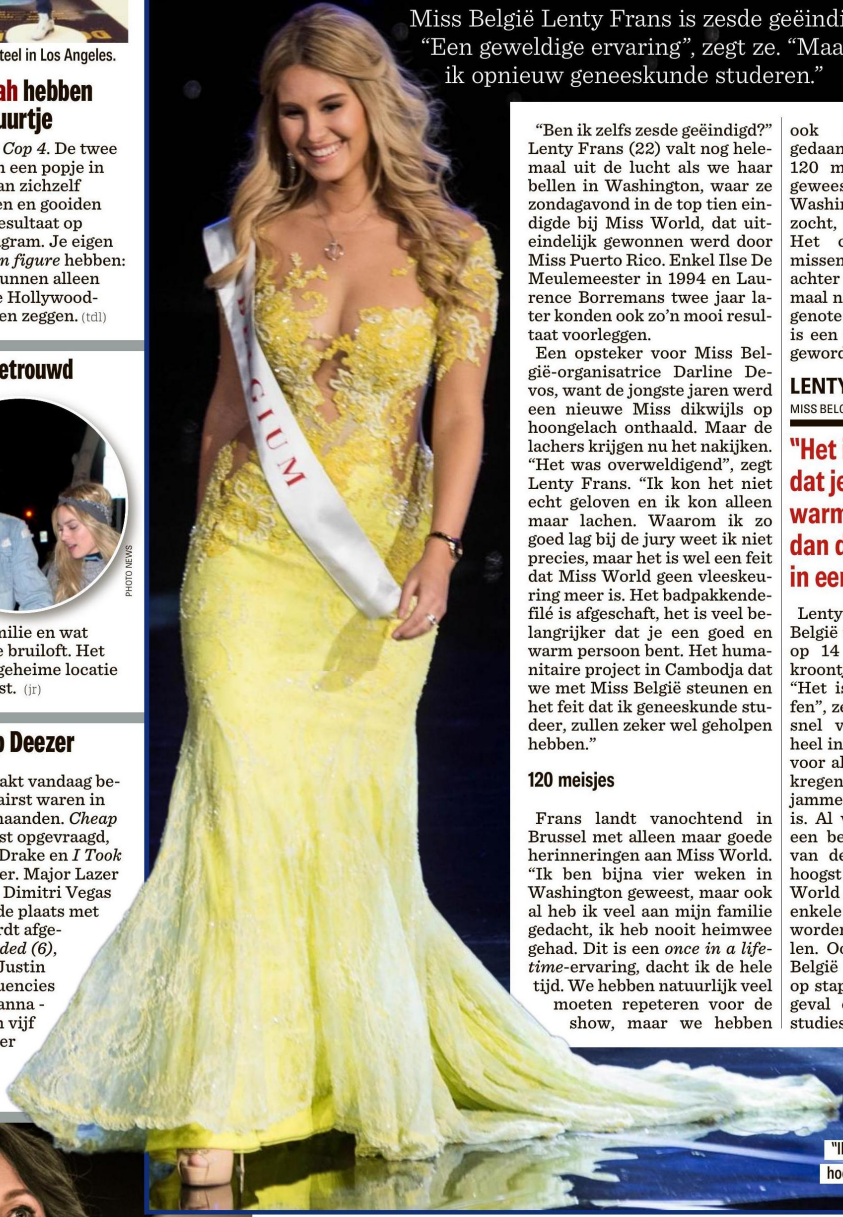 teel in Los Angeles.
ah hebben
uurtje
Cop 4. De twee
n een popje in
an zichzelf
en en gooiden
esultaat op
gram. Je eigen
n figure hebben:
unnen alleen
e Hollywood-
en zeggen. (tdl)
etrouwd
PHOTO NEWS
milie en wat
e bruiloft. Het
geheime locatie
st. (jr)
p Deezer
akt vandaag be-
airst waren in
maanden. Cheap
st opgevraagd,
Drake en I Took
er. Major Lazer
Dimitri Vegas
de plaats met
rdt afge-
ded (6),
Justin
uencies
anna -
n vijf
er
Miss België Lenty Frans is zesde geëindi
“Een geweldige ervaring”, zegt ze. “Maa
ik opnieuw geneeskunde studeren.”
BELGIUM
“Ben ik zelfs zesde geëindigd?”
Lenty Frans (22) valt nog hele-
maal uit de lucht als we haar
bellen in Washington, waar ze
zondagavond in de top tien ein-
digde bij Miss World, dat uit-
eindelijk gewonnen werd door
Miss Puerto Rico. Enkel Ilse De
Meulemeester in 1994 en Lau-
rence Borremans twee jaar la-
ter konden ook zo’n mooi resul-
taat voorleggen.
Een opsteker voor Miss Bel-
gië-organisatrice Darline De-
vos, want de jongste jaren werd
een nieuwe Miss dikwijls op
hoongelach onthaald. Maar de
lachers krijgen nu het nakijken.
“Het was overweldigend”, zegt
Lenty Frans. “Ik kon het niet
echt geloven en ik kon alleen
maar lachen. Waarom ik zo
goed lag bij de jury weet ik niet
precies, maar het is wel een feit
dat Miss World geen vleeskeu-
ring meer is. Het badpakkende-
filé is afgeschaft, het is veel be-
langrijker dat je een goed en
warm persoon bent. Het huma-
nitaire project in Cambodja dat
we met Miss België steunen en
het feit dat ik geneeskunde stu-
deer, zullen zeker wel geholpen
hebben.”
120 meisjes
Frans landt vanochtend in
Brussel met alleen maar goede
herinneringen aan Miss World.
“Ik ben bijna vier weken in
Washington geweest, maar ook
al heb ik veel aan mijn familie
gedacht, ik heb nooit heimwee
gehad. Dit is een once in a life-
time-ervaring, dacht ik de hele
tijd. We hebben natuurlijk veel
moeten repeteren voor de
show, maar we hebben
ook
gedaan
120 m
gewees
Washin
zocht,
Het c
missen
achter
maal n
genote
is een
geword
LENTY
MISS BELG
“Het i
dat je
warm
dan d
in een
Lenty
België
op 14
kroontj
“Het is
fen”, ze
snel v
heel in
voor al
kregen
jamme
is. Al v
een be
van de
hoogst
World
enkele
worden
len. Oo
België
op stap
geval
studies
“Il
hoo